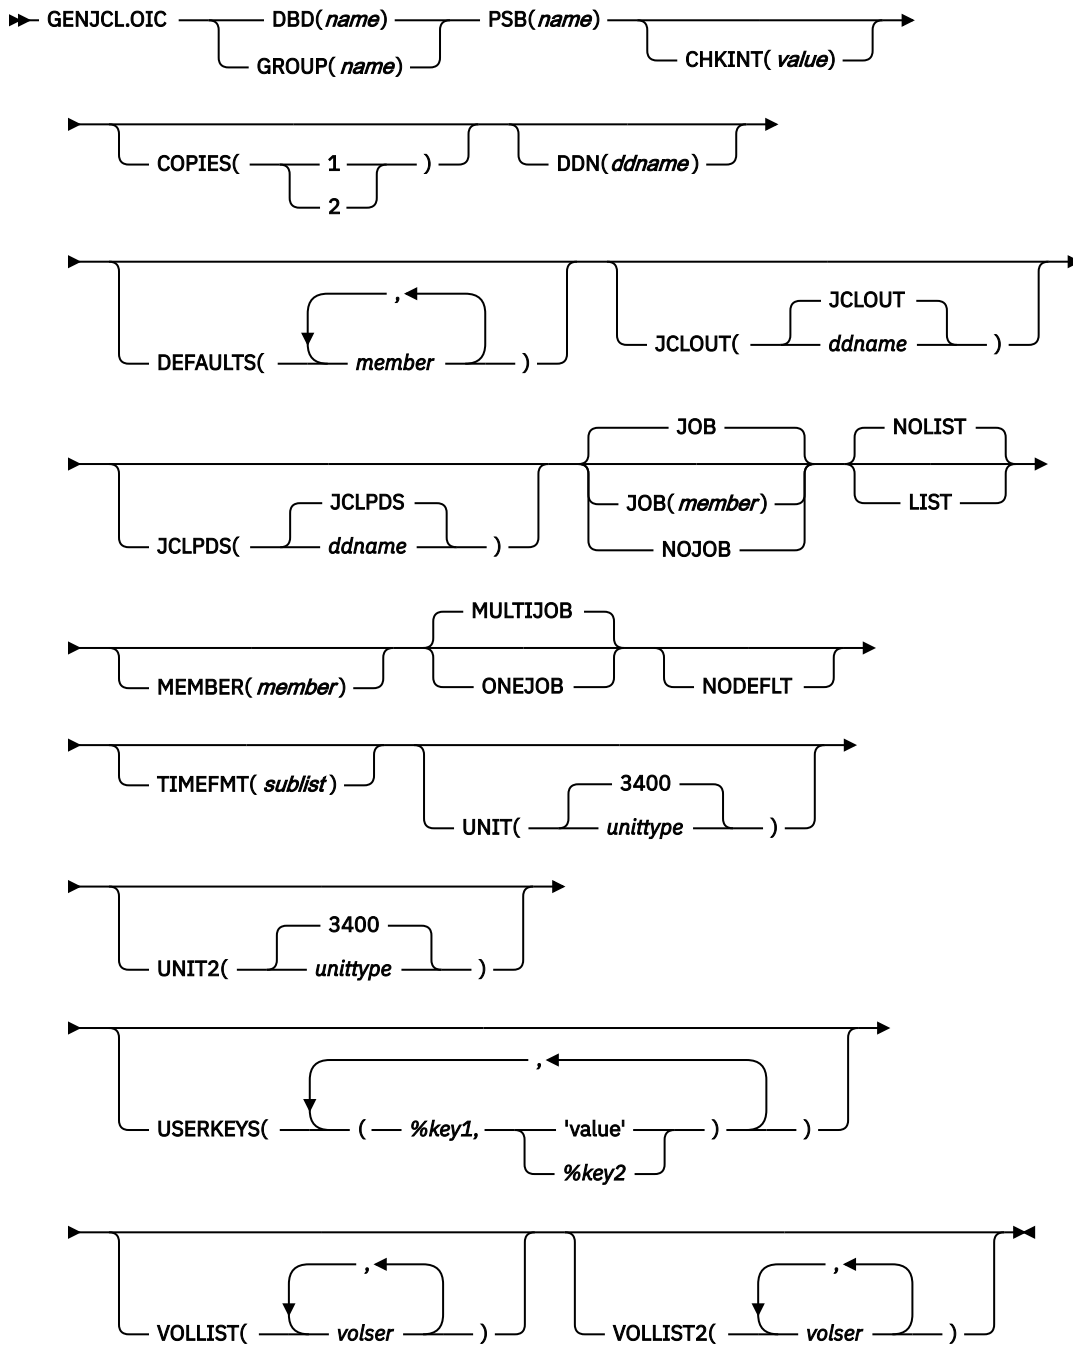 GENJCL.OIC DBD(name) PSB(name)
GROUP(name) CHKINT(value)
COPIES( 1 ) DDN(ddname)
2
,
JCLOUT
DEFAULTS( member ) JCLOUT( ddname )
JOB NOLIST
JCLPDS JOB(member) LIST
JCLPDS( ddname ) NOJOB
MULTIJOB
MEMBER(member) ONEJOB NODEFLT
TIMEFMT(sublist) 3400
UNIT( unittype )
3400
UNIT2( unittype )
,
USERKEYS( ( %key1, 'value' ) )
%key2
, ,
VOLLIST( volser ) VOLLIST2( volser )